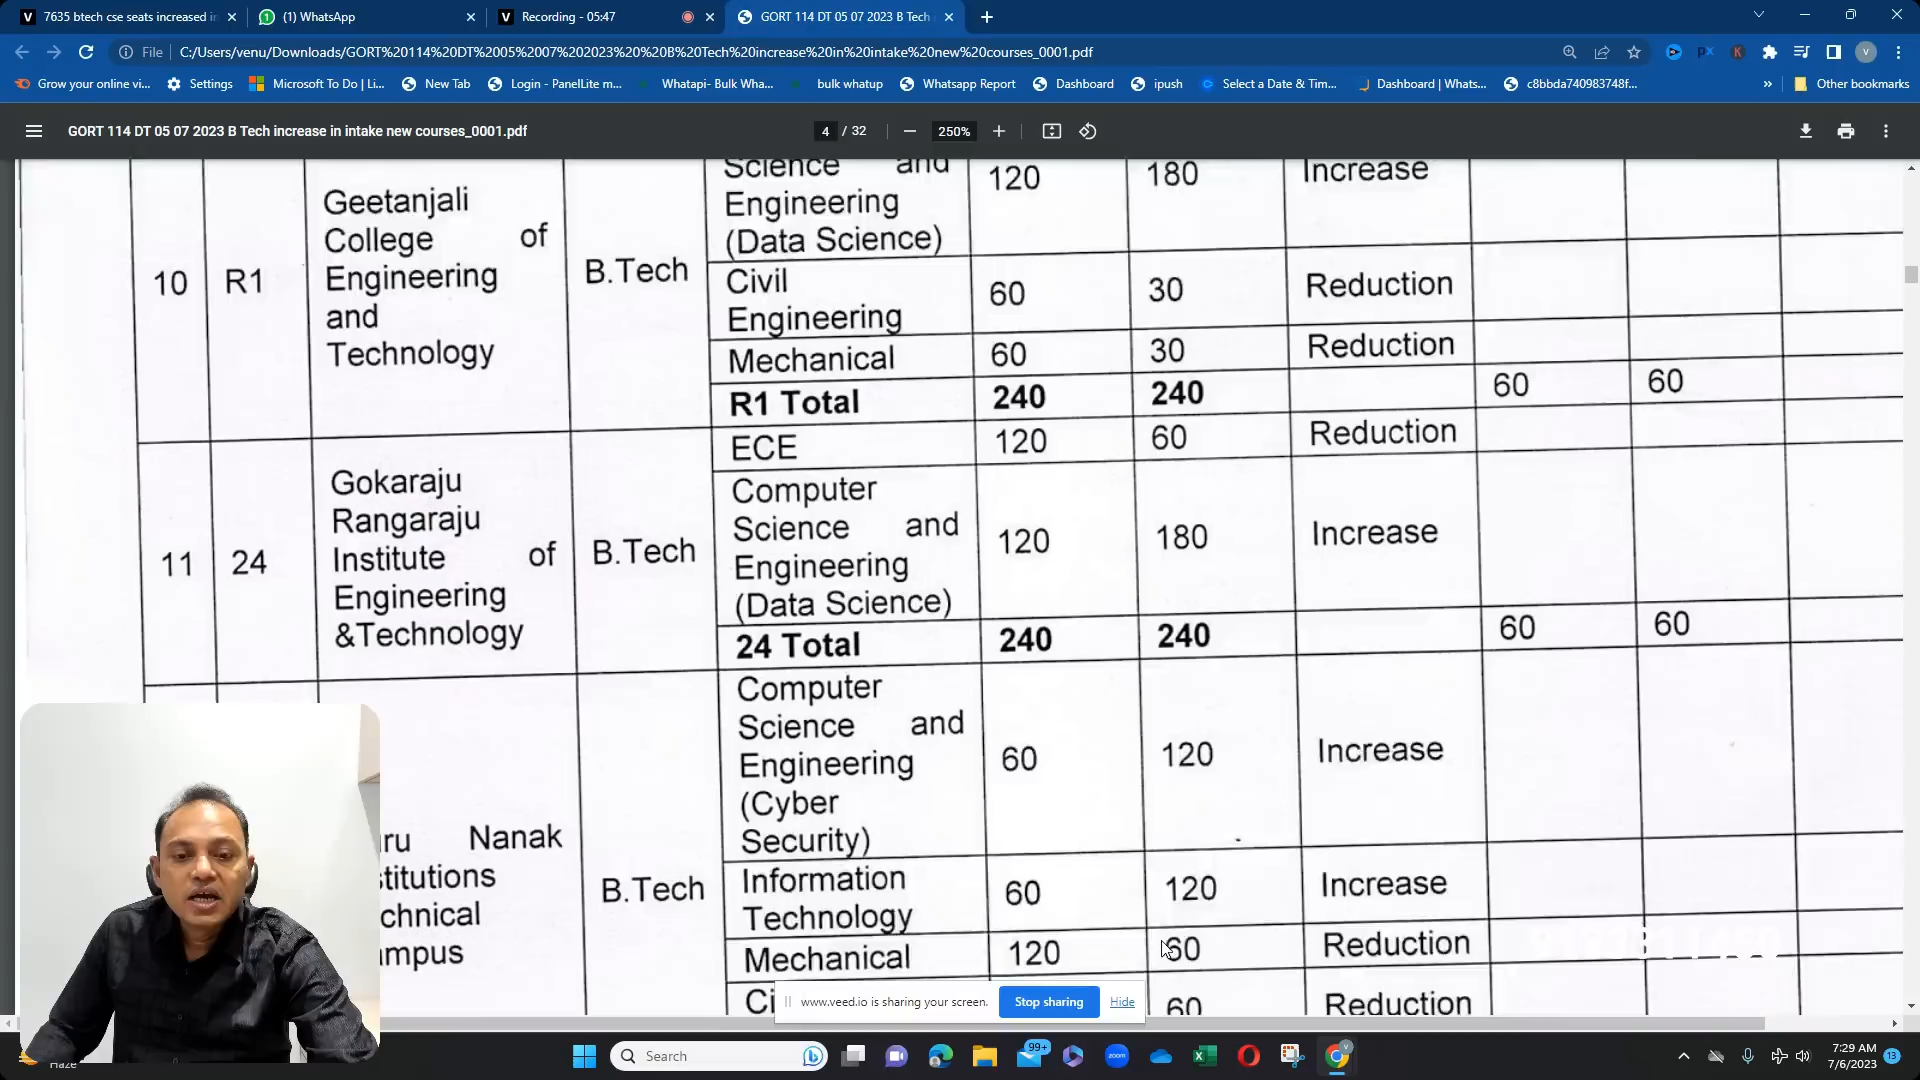 7635 btech cse seats increased in
(1) WhatsApp
Recording - 05:47
GORT 114 DT 05 07 2023 B Tech
File
C:/Users/venu/Downloads/GORT%20114%20DT%2005%2007%202023%20%20B%20Tech%20increase%20in%20intake%20new%20courses_0001.pdf
Grow your online vi...
Settings
Microsoft To Do | Li...
New Tab
Login - PanelLite m...
Whatapi- Bulk Wha...
bulk whatup
Whatsapp Report
Dashboard
ipush
Select a Date & Tim...
Dashboard | Whats...
c8bbda740983748f...
»
Other bookmarks
GORT 114 DT 05 07 2023 B Tech increase in intake new courses_0001.pdf
4 / 32
250%
10
R1
Geetanjali
College of
Engineering
and
Technology
B.Tech
Science and
Engineering
(Data Science)
120
180
Increase
Civil
Engineering
60
30
Reduction
Mechanical
60
30
Reduction
R1 Total
240
240
60
60
11
24
Gokaraju
Rangaraju
Institute of
Engineering
&Technology
B.Tech
ECE
120
60
Reduction
Computer
Science and
Engineering
(Data Science)
120
180
Increase
24 Total
240
240
60
60
Nanak
B.Tech
Computer
Science and
Engineering
(Cyber
Security)
60
120
Increase
Information
Technology
60
120
Increase
Mechanical
120
60
Reduction
60
Reduction
www.veed.io is sharing your screen.
Stop sharing
Hide
Haze
Search
99+
zoom
7:29 AM
7/6/2023
13